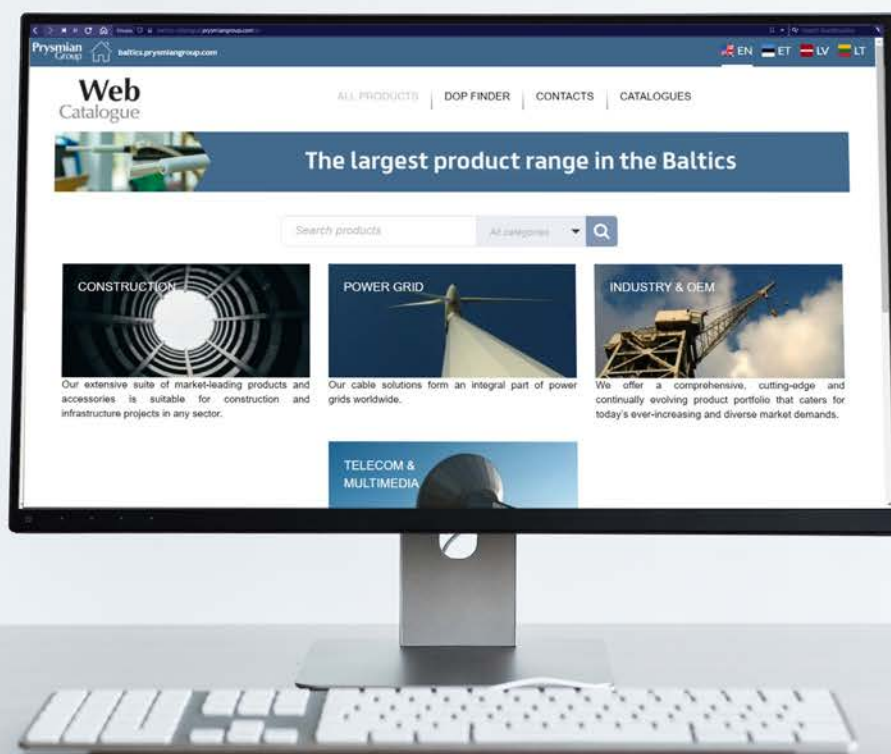 prysmiangroup.com
Prysmian
Group
baltics.prysmiangroup.com
EN ET LV LT
Web
Catalogue
ALL PRODUCTS DOP FINDER CONTACTS CATALOGUES
The largest product range in the Baltics
Search products All categories
CONSTRUCTION
Our extensive suite of market-leading products and
accessories is suitable for construction and
infrastructure projects in any sector.
POWER GRID
Our cable solutions form an integral part of power
grids worldwide.
INDUSTRY & OEM
We offer a comprehensive, cutting-edge and
continually evolving product portfolio that caters for
today's ever-increasing and diverse market demands.
TELECOM &
MULTIMEDIA